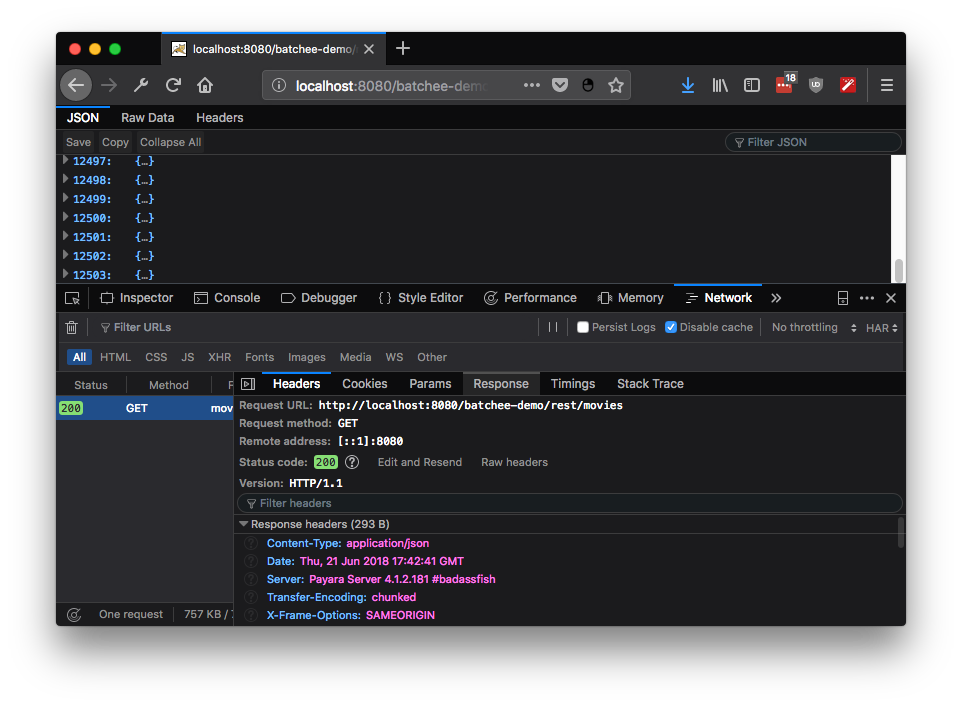 localhost:8080/batchee-demo/
localhost:8080/batchee-demo
18
JSON Raw Data Headers
Save Copy Collapse All Filter JSON
12497: {…}
12498: {…}
12499: {…}
12500: {…}
12501: {…}
12502: {…}
12503: {…}
Inspector Console Debugger { } Style Editor Performance Memory Network
Filter URLs Persist Logs Disable cache No throttling HAR
All HTML CSS JS XHR Fonts Images Media WS Other
Status Method F Headers Cookies Params Response Timings Stack Trace
200 GET mov
Request URL: http://localhost:8080/batchee-demo/rest/movies
Request method: GET
Remote address: [::1]:8080
Status code: 200 ? Edit and Resend Raw headers
Version: HTTP/1.1
Filter headers
Response headers (293 B)
? Content-Type: application/json
? Date: Thu, 21 Jun 2018 17:42:41 GMT
? Server: Payara Server 4.1.2.181 #badassfish
? Transfer-Encoding: chunked
? X-Frame-Options: SAMEORIGIN
One request 757 KB /